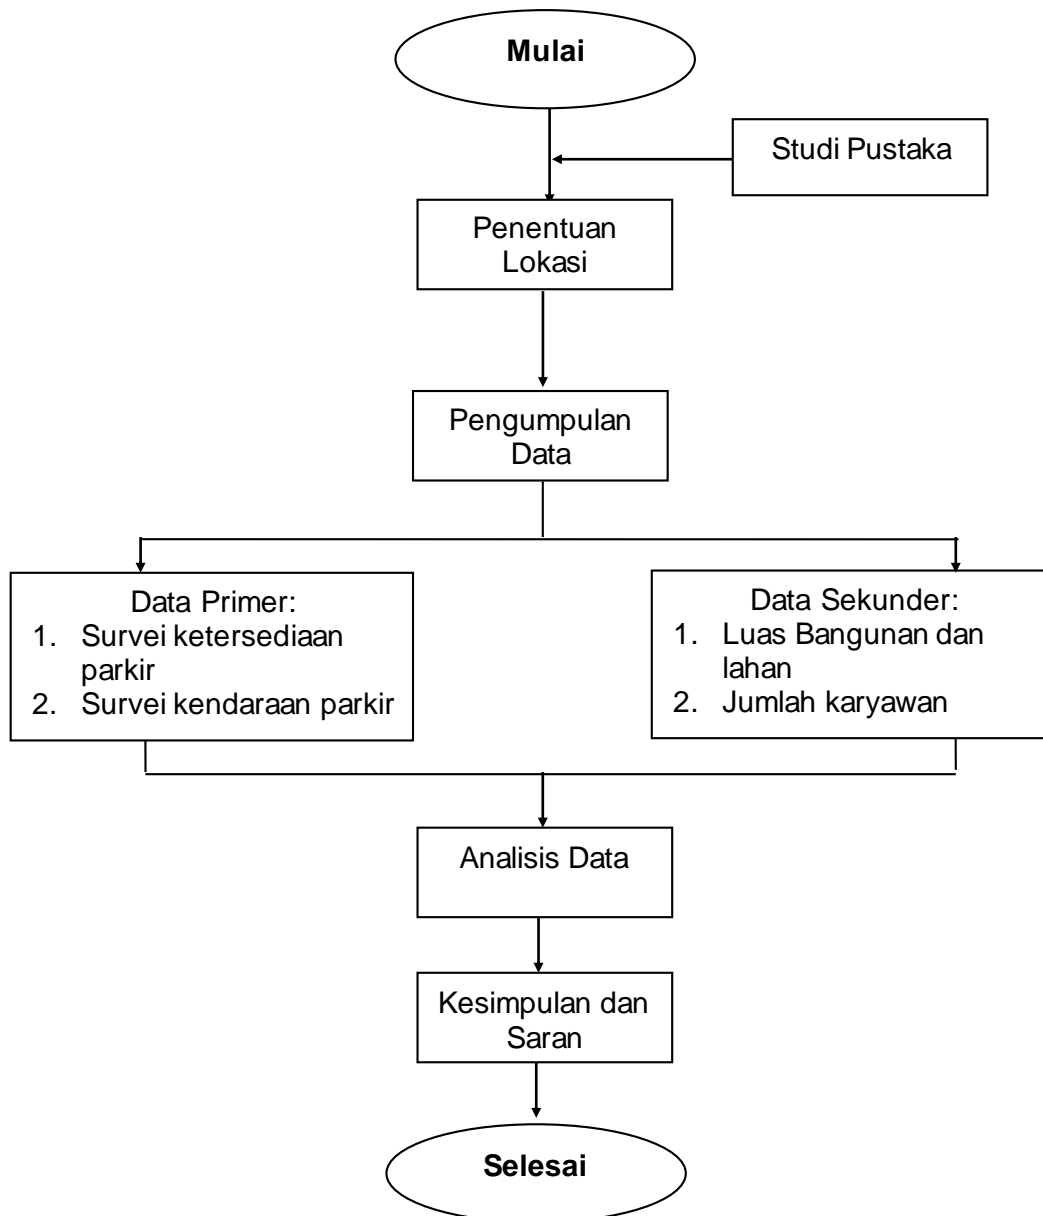 Mulai
Studi Pustaka
Penentuan
Lokasi
Pengumpulan
Data
Data Primer:
1. Survei ketersediaan
parkir
2. Survei kendaraan parkir
Data Sekunder:
1. Luas Bangunan dan
lahan
2. Jumlah karyawan
Analisis Data
Kesimpulan dan
Saran
Selesai